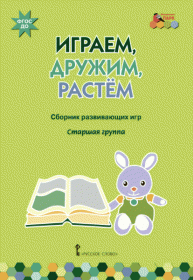 ФГОС
ДО
ИГРАЕМ,
ДРУЖИМ,
РАСТЁМ
Сборник развивающих игр
Старшая группа
РУССКОЕ СЛОВО